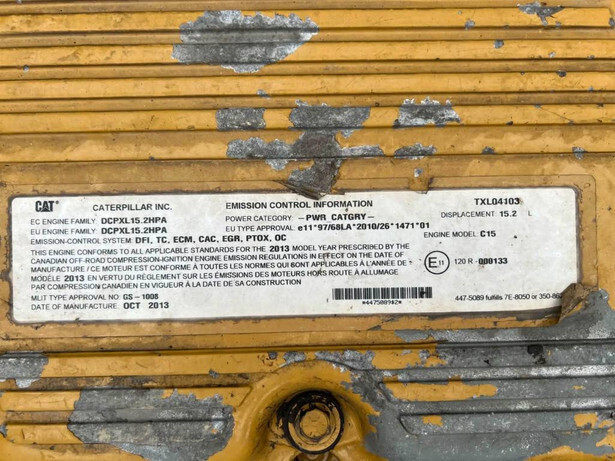 CAT CATERPILLAR INC. EMISSION CONTROL INFORMATION TXL04103
EC ENGINE FAMILY: DCPXL15.2HPA POWER CATEGORY: -PWR CATGRY- DISPLACEMENT: 15.2 L
EU ENGINE FAMILY: DCPXL15.2HPA EU TYPE APPROVAL: e11*97/68LA*2010/26*1471*01
EMISSION-CONTROL SYSTEM: DFI, TC, ECM, CAC, EGR, PTOX, OC ENGINE MODEL: C15
THIS ENGINE CONFORMS TO ALL APPLICABLE STANDARDS FOR THE 2013 MODEL YEAR PRESCRIBED BY THE
CANADIAN OFF-ROAD COMPRESSION-IGNITION ENGINE EMISSION REGULATIONS IN EFFECT ON THE DATE OF
MANUFACTURE / CE MOTEUR EST CONFORME À TOUTES LES NORMES QUI SONT APPLICABLES À L'ANNÉE DE
MODÈLE 2013 EN VERTU DU RÈGLEMENT SUR LES ÉMISSIONS DES MOTEURS HORS ROUTE À ALLUMAGE
PAR COMPRESSION CANADIEN EN VIGUEUR À LA DATE DE SA CONSTRUCTION
E11 120 R -000133
MLIT TYPE APPROVAL NO: GS-1008
DATE OF MANUFACTURE: OCT 2013
447-5089 fulfills 7E-8050 or